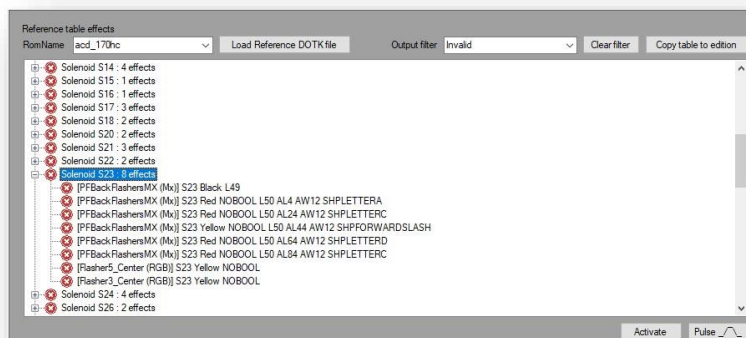 Reference table effects
RomName acd_170hc Load Reference DOTK file Output filter Invalid Clear filter Copy table to edition
Solenoid S14 : 4 effects
Solenoid S15 : 1 effects
Solenoid S16 : 1 effects
Solenoid S17 : 3 effects
Solenoid S18 : 2 effects
Solenoid S20 : 2 effects
Solenoid S21 : 3 effects
Solenoid S22 : 2 effects
Solenoid S23 : 8 effects
[PFBackFlashersMX (Mx)] S23 Black L49
[PFBackFlashersMX (Mx)] S23 Red NOBOOL L50 AL4 AW12 SHPLETTERA
[PFBackFlashersMX (Mx)] S23 Red NOBOOL L50 AL24 AW12 SHPLETTERC
[PFBackFlashersMX (Mx)] S23 Yellow NOBOOL L50 AL44 AW12 SHPFORWARDSLASH
[PFBackFlashersMX (Mx)] S23 Red NOBOOL L50 AL64 AW12 SHPLETTERD
[PFBackFlashersMX (Mx)] S23 Red NOBOOL L50 AL84 AW12 SHPLETTERC
[Flasher5_Center (RGB)] S23 Yellow NOBOOL
[Flasher3_Center (RGB)] S23 Yellow NOBOOL
Solenoid S24 : 4 effects
Solenoid S26 : 2 effects
Activate Pulse